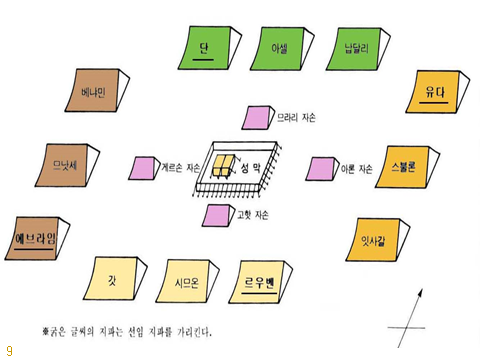 단
아셀
납달리
베냐민
유다
므라리 자손
므낫세
게르손 자손
성 막
아론 자손
스불론
고핫 자손
에브라임
잇사갈
갓
시므온
르우벤
※굵은 글씨의 지파는 선임 지파를 가리킨다.
9